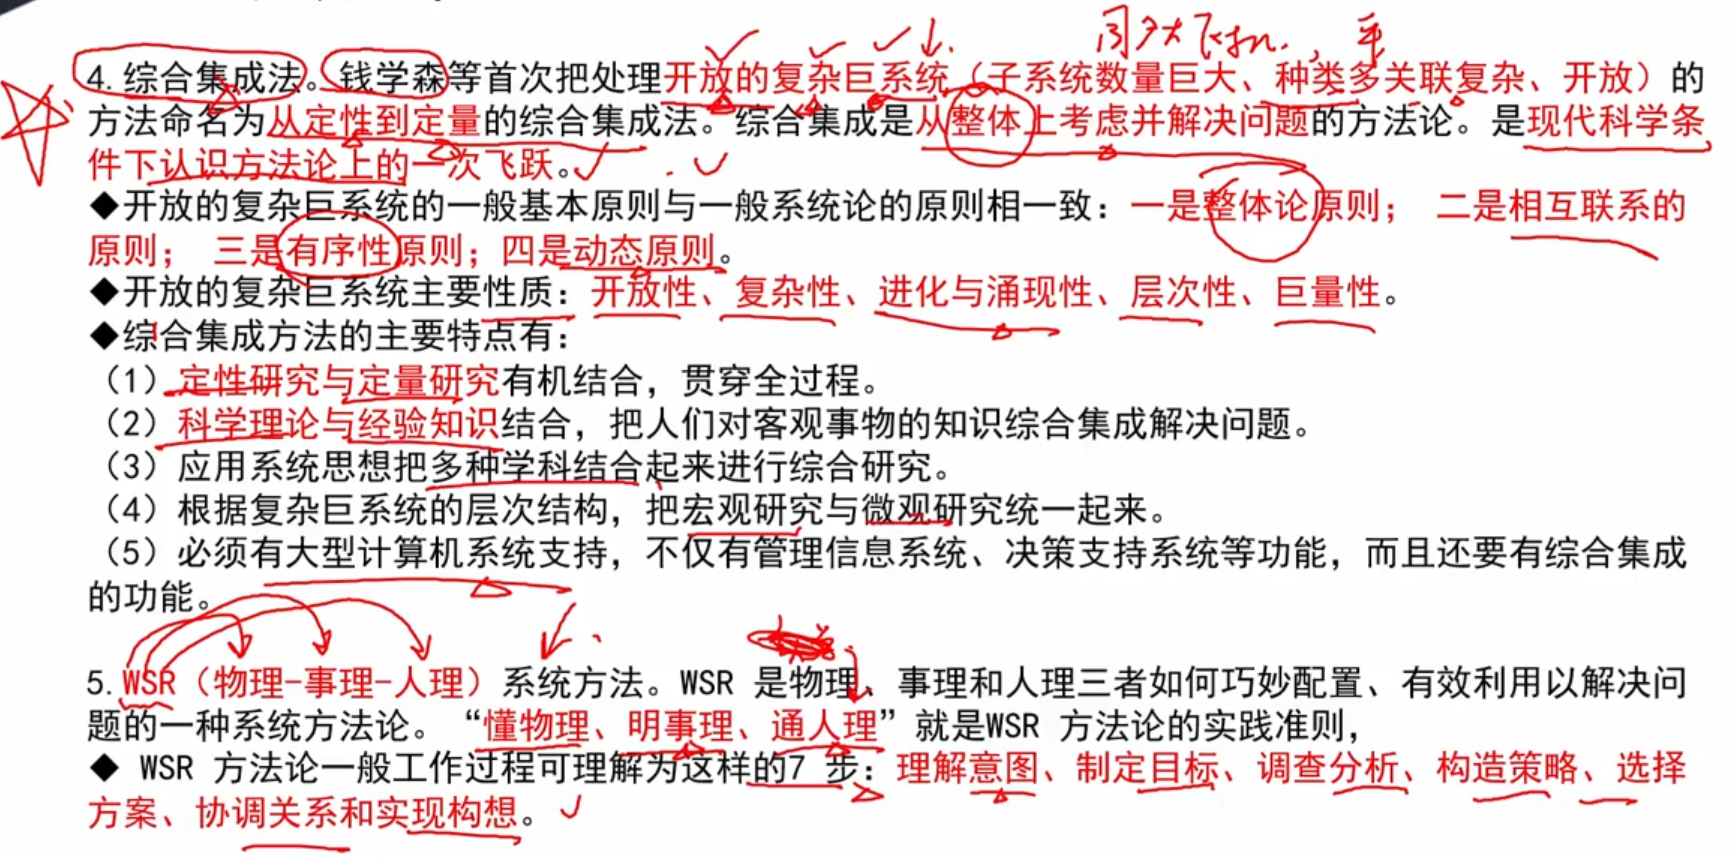 4.综合集成法。钱学森等首次把处理开放的复杂巨系统（子系统数量巨大、种类多关联复杂、开放）的
方法命名为从定性到定量的综合集成法。综合集成是从整体上考虑并解决问题的方法论。是现代科学条
件下认识方法论上的一次飞跃。
◆开放的复杂巨系统的一般基本原则与一般系统论的原则相一致：一是整体论原则； 二是相互联系的
原则； 三是有序性原则；四是动态原则。
◆开放的复杂巨系统主要性质：开放性、复杂性、进化与涌现性、层次性、巨量性。
◆综合集成方法的主要特点有：
（1）定性研究与定量研究有机结合，贯穿全过程。
（2）科学理论与经验知识结合，把人们对客观事物的知识综合集成解决问题。
（3）应用系统思想把多种学科结合起来进行综合研究。
（4）根据复杂巨系统的层次结构，把宏观研究与微观研究统一起来。
（5）必须有大型计算机系统支持，不仅有管理信息系统、决策支持系统等功能，而且还要有综合集成
的功能。
5.WSR（物理-事理-人理）系统方法。WSR 是物理、事理和人理三者如何巧妙配置、有效利用以解决问
题的一种系统方法论。“懂物理、明事理、通人理”就是WSR 方法论的实践准则，
◆ WSR 方法论一般工作过程可理解为这样的7 步：理解意图、制定目标、调查分析、构造策略、选择
方案、协调关系和实现构想。